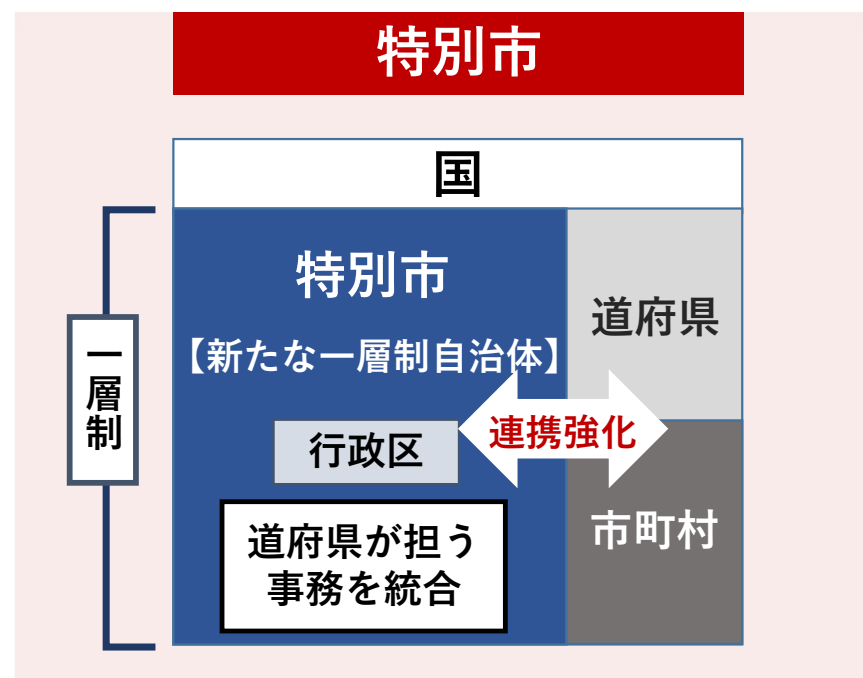 特別市
国
一層制
特別市
【新たな一層制自治体】
行政区
道府県が担う
事務を統合
連携強化
道府県
市町村